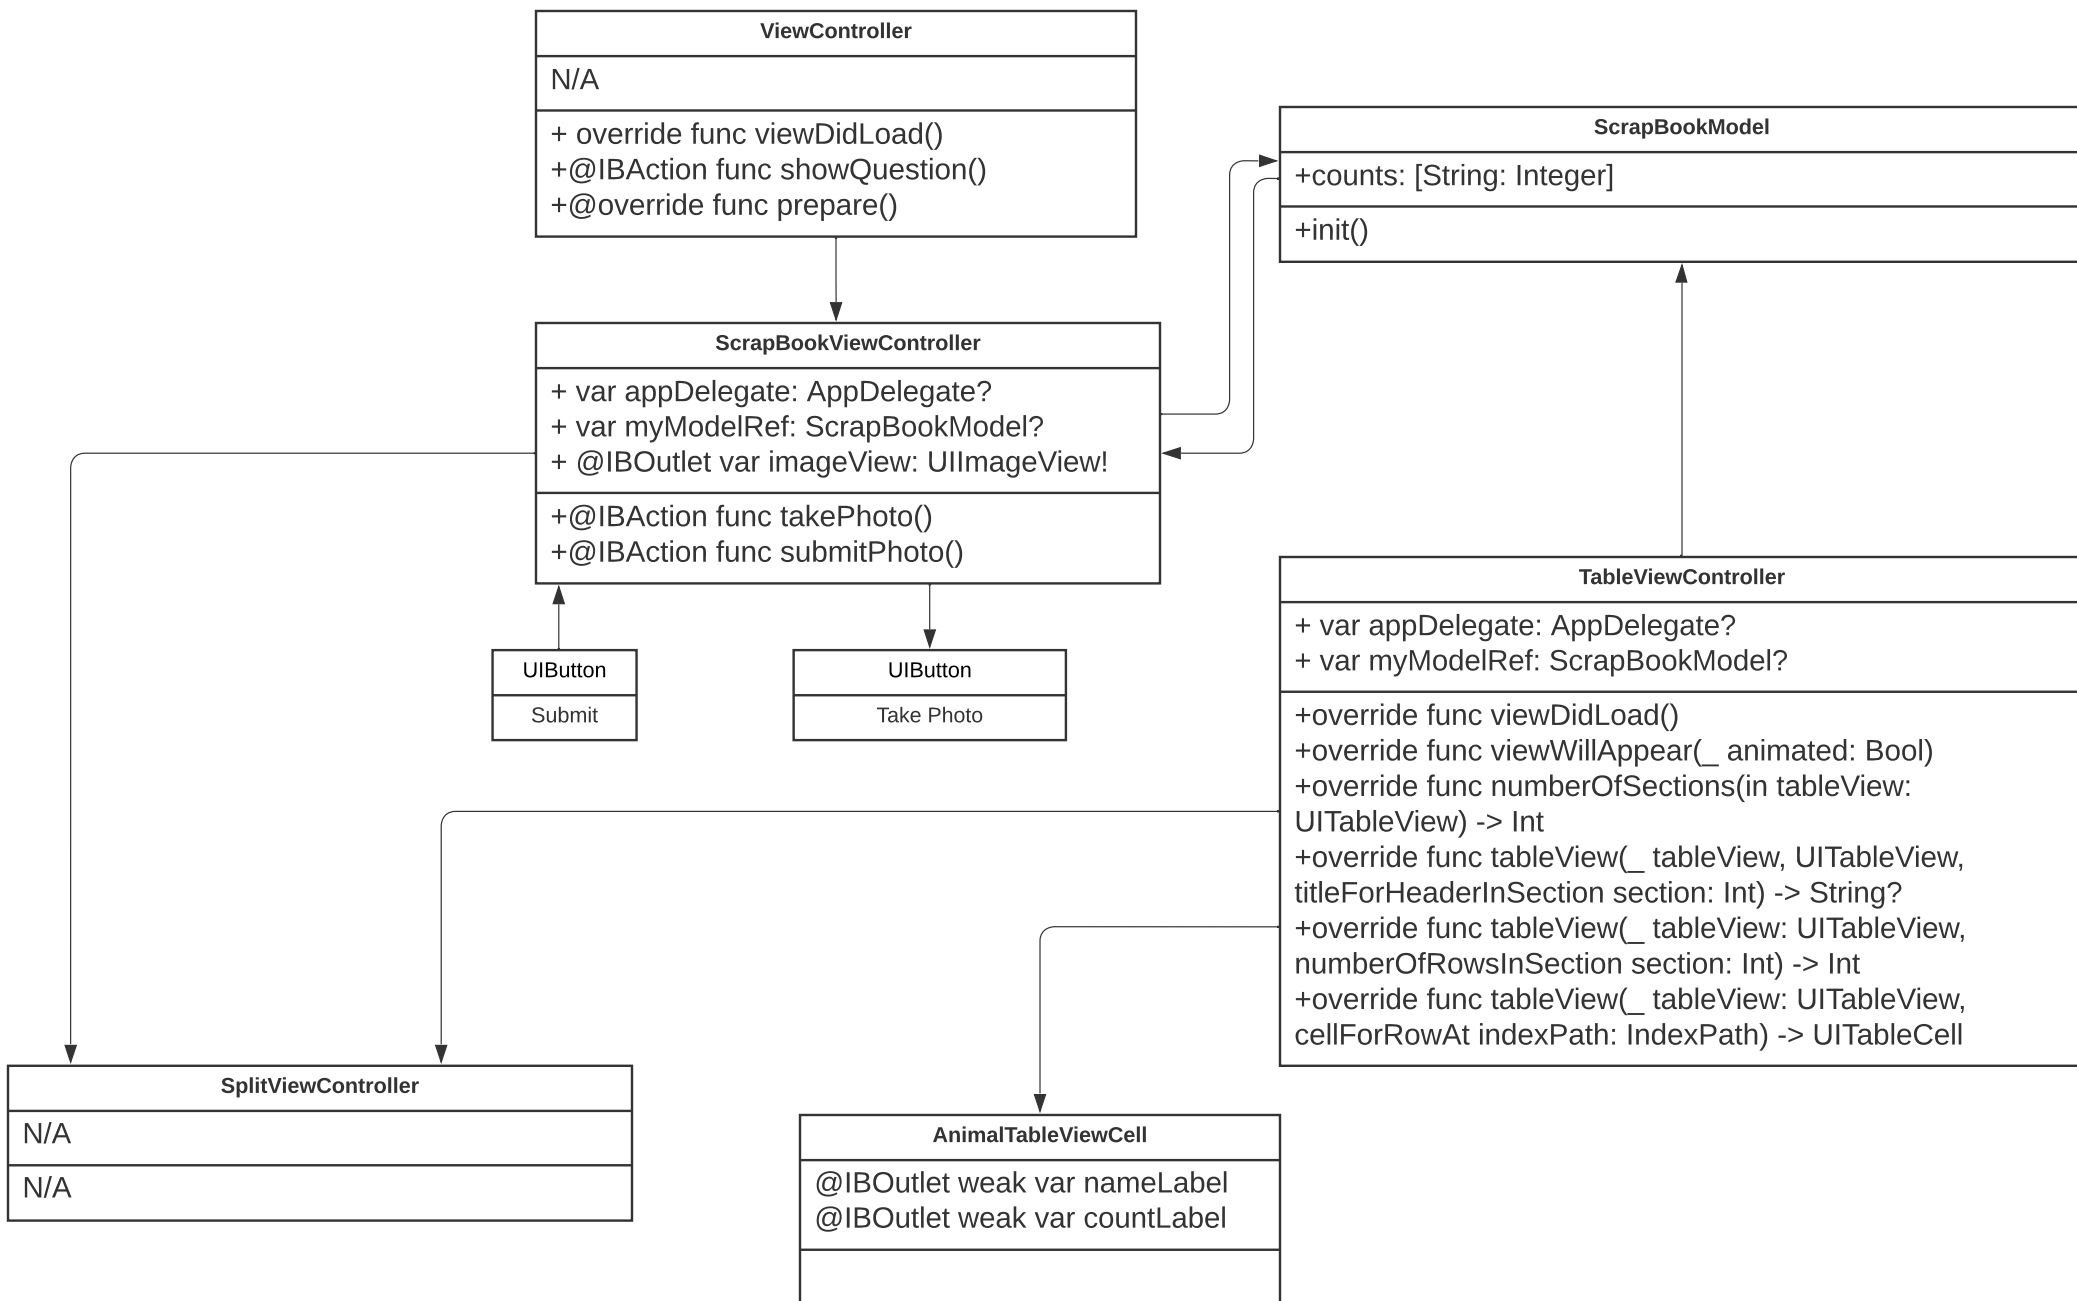 ViewController
N/A
+ override func viewDidLoad()
+@IBAction func showQuestion()
+@override func prepare()
ScrapBookModel
+counts: [String: Integer]
+init()
ScrapBookViewController
+ var appDelegate: AppDelegate?
+ var myModelRef: ScrapBookModel?
+ @IBOutlet var imageView: UIImageView!
+@IBAction func takePhoto()
+@IBAction func submitPhoto()
UIButton
Submit
UIButton
Take Photo
TableViewController
+ var appDelegate: AppDelegate?
+ var myModelRef: ScrapBookModel?
+override func viewDidLoad()
+override func viewWillAppear(_ animated: Bool)
+override func numberOfSections(in tableView:
UITableView) -> Int
+override func tableView(_ tableView, UITableView,
titleForHeaderInSection section: Int) -> String?
+override func tableView(_ tableView: UITableView,
numberOfRowsInSection section: Int) -> Int
+override func tableView(_ tableView: UITableView,
cellForRowAt indexPath: IndexPath) -> UITableCell
SplitViewController
N/A
N/A
AnimalTableViewCell
@IBOutlet weak var nameLabel
@IBOutlet weak var countLabel